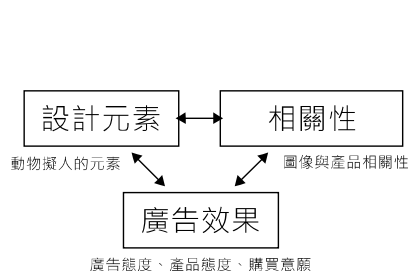 設計元素
相關性
動物擬人的元素
圖像與產品相關性
廣告效果
廣告態度、產品態度、購買意願